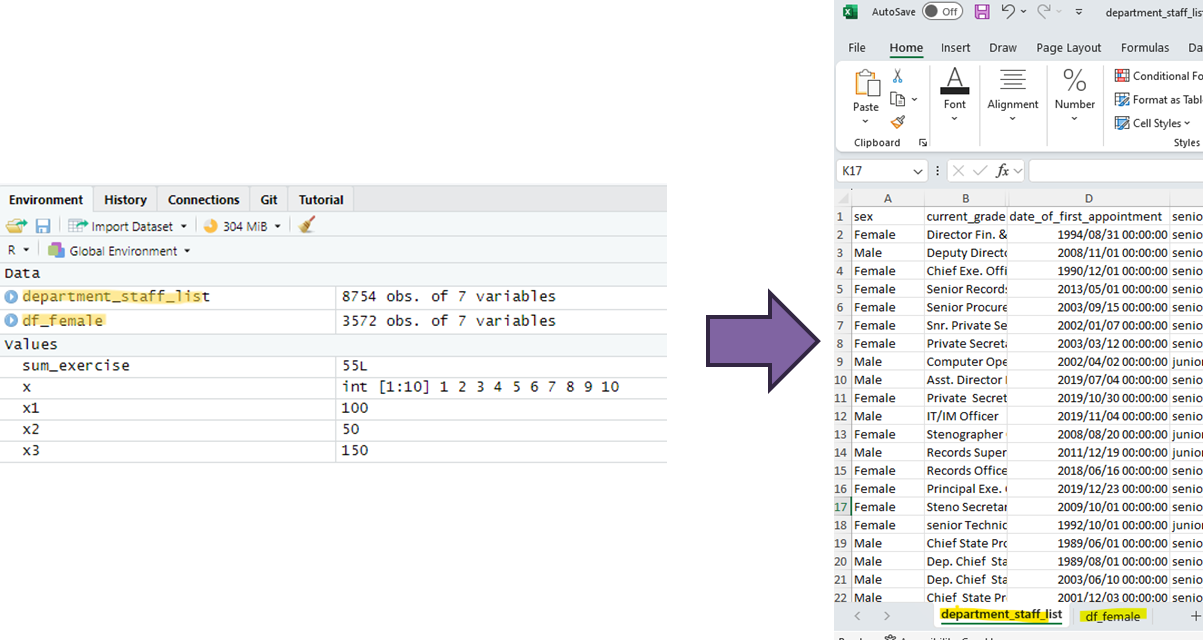 Environment History Connections Git Tutorial
Import Dataset 304 MiB
R Global Environment
Data
department_staff_list 8754 obs. of 7 variables
df_female 3572 obs. of 7 variables
Values
sum_exercise 55L
x int [1:10] 1 2 3 4 5 6 7 8 9 10
x1 100
x2 50
x3 150
AutoSave Off department_staff_lis
File Home Insert Draw Page Layout Formulas Da
Paste Font Alignment Number
Conditional Fo
Format as Tabl
Cell Styles
Clipboard Styles
K17 fx
A B D
1 sex current_grade date_of_first_appointment senio
2 Female Director Fin. & 1994/08/31 00:00:00 senio
3 Male Deputy Directo 2008/11/01 00:00:00 senio
4 Female Chief Exe. Offi 1990/12/01 00:00:00 senio
5 Female Senior Records 2013/05/01 00:00:00 senio
6 Female Senior Procure 2003/09/15 00:00:00 senio
7 Female Snr. Private Se 2002/01/07 00:00:00 senio
8 Female Private Secreta 2003/03/12 00:00:00 senio
9 Male Computer Ope 2002/04/02 00:00:00 junio
10 Male Asst. Director 2019/07/04 00:00:00 senio
11 Female Private Secret 2019/10/30 00:00:00 senio
12 Male IT/IM Officer 2019/11/04 00:00:00 senio
13 Female Stenographer 2008/08/20 00:00:00 junio
14 Male Records Super 2011/12/19 00:00:00 junio
15 Female Records Office 2018/06/16 00:00:00 senio
16 Female Principal Exe. 2019/12/23 00:00:00 senio
17 Female Steno Secretar 2009/10/01 00:00:00 senio
18 Female senior Technic 1992/10/01 00:00:00 junio
19 Male Chief State Pro 1989/06/01 00:00:00 senio
20 Male Dep. Chief Sta 1989/08/01 00:00:00 senio
21 Male Dep. Chief Sta 2003/06/10 00:00:00 senio
22 Male Chief State Pr 2001/12/03 00:00:00 senio
department_staff_list df_female